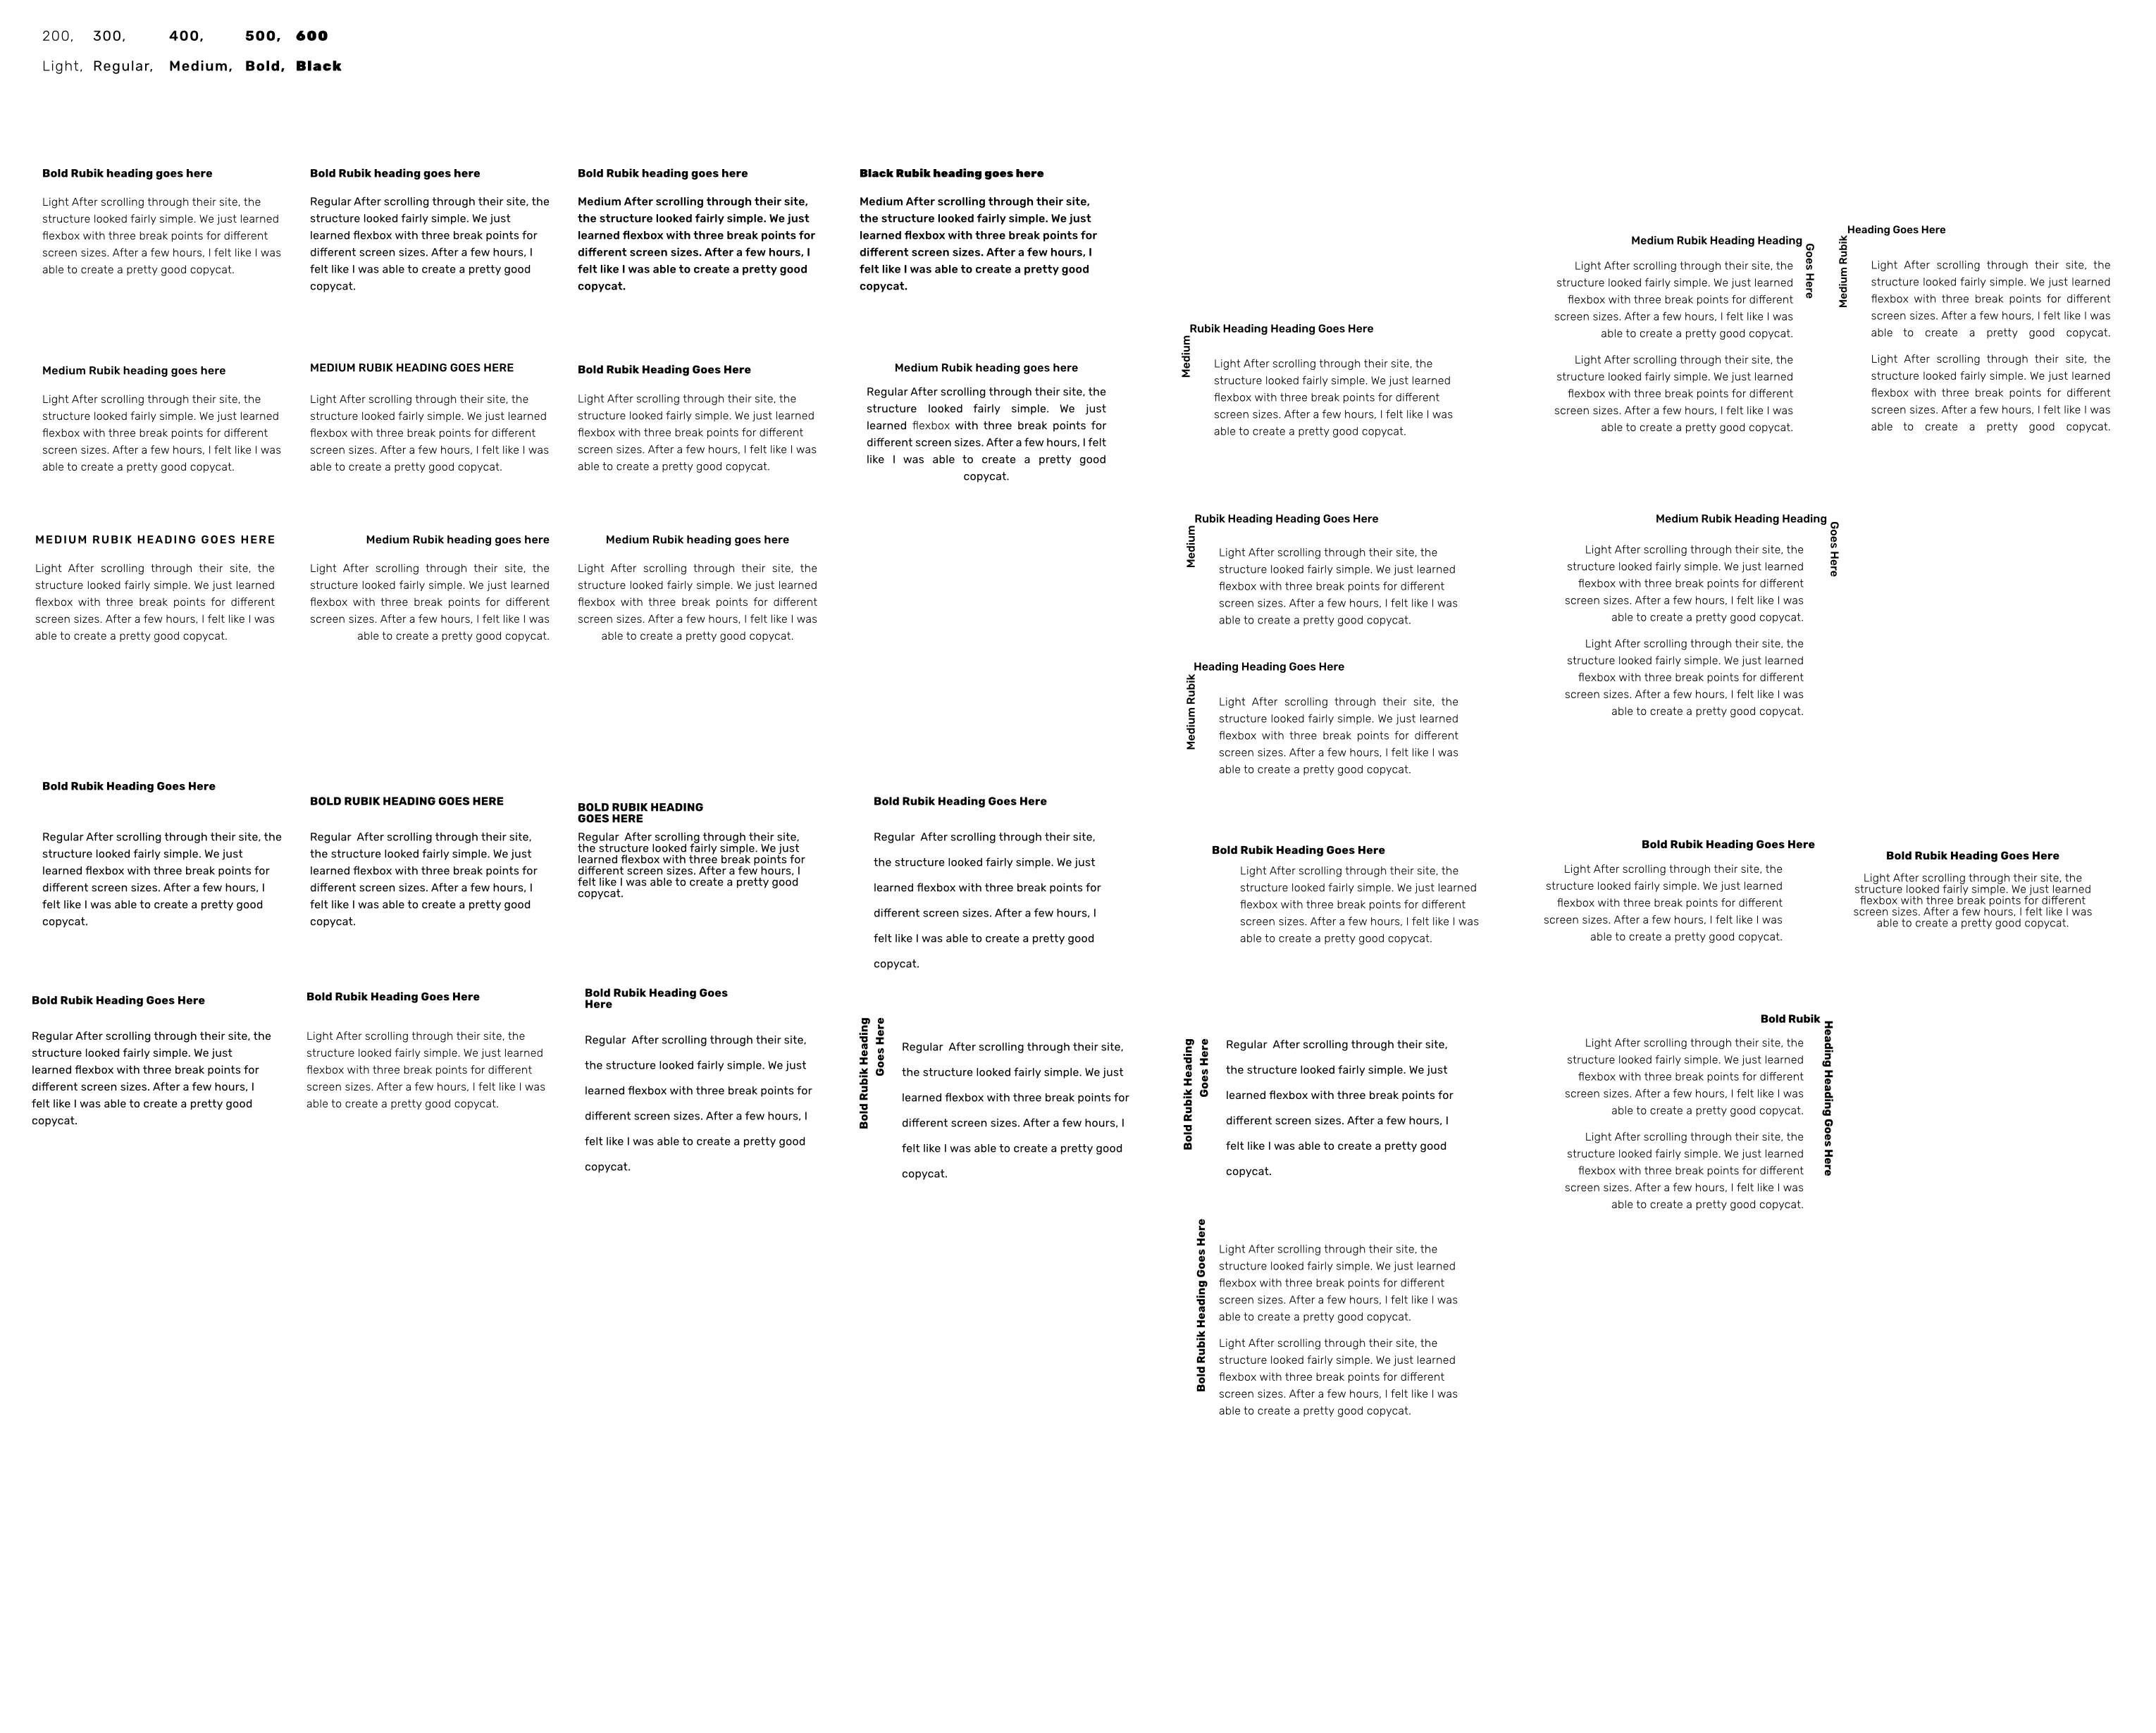 200, 300, 400, 500, 600
Light, Regular, Medium, Bold, Black
Bold Rubik heading goes here
Light After scrolling through their site, the
structure looked fairly simple. We just learned
flexbox with three break points for different
screen sizes. After a few hours, I felt like I was
able to create a pretty good copycat.
Bold Rubik heading goes here
Regular After scrolling through their site, the
structure looked fairly simple. We just
learned flexbox with three break points for
different screen sizes. After a few hours, I
felt like I was able to create a pretty good
copycat.
Bold Rubik heading goes here
Medium After scrolling through their site,
the structure looked fairly simple. We just
learned flexbox with three break points for
different screen sizes. After a few hours, I
felt like I was able to create a pretty good
copycat.
Black Rubik heading goes here
Medium After scrolling through their site,
the structure looked fairly simple. We just
learned flexbox with three break points for
different screen sizes. After a few hours, I
felt like I was able to create a pretty good
copycat.
Medium Rubik heading goes here
Light After scrolling through their site, the
structure looked fairly simple. We just learned
flexbox with three break points for different
screen sizes. After a few hours, I felt like I was
able to create a pretty good copycat.
MEDIUM RUBIK HEADING GOES HERE
Light After scrolling through their site, the
structure looked fairly simple. We just learned
flexbox with three break points for different
screen sizes. After a few hours, I felt like I was
able to create a pretty good copycat.
Bold Rubik Heading Goes Here
Light After scrolling through their site, the
structure looked fairly simple. We just learned
flexbox with three break points for different
screen sizes. After a few hours, I felt like I was
able to create a pretty good copycat.
Medium Rubik heading goes here
Regular After scrolling through their site, the
structure looked fairly simple. We just
learned flexbox with three break points for
different screen sizes. After a few hours, I felt
like I was able to create a pretty good
copycat.
MEDIUM RUBIK HEADING GOES HERE
Light After scrolling through their site, the
structure looked fairly simple. We just learned
flexbox with three break points for different
screen sizes. After a few hours, I felt like I was
able to create a pretty good copycat.
Medium Rubik heading goes here
Light After scrolling through their site, the
structure looked fairly simple. We just learned
flexbox with three break points for different
screen sizes. After a few hours, I felt like I was
able to create a pretty good copycat.
Medium Rubik heading goes here
Light After scrolling through their site, the
structure looked fairly simple. We just learned
flexbox with three break points for different
screen sizes. After a few hours, I felt like I was
able to create a pretty good copycat.
Bold Rubik Heading Goes Here
Regular After scrolling through their site, the
structure looked fairly simple. We just
learned flexbox with three break points for
different screen sizes. After a few hours, I
felt like I was able to create a pretty good
copycat.
BOLD RUBIK HEADING GOES HERE
Regular After scrolling through their site,
the structure looked fairly simple. We just
learned flexbox with three break points for
different screen sizes. After a few hours, I
felt like I was able to create a pretty good
copycat.
BOLD RUBIK HEADING
GOES HERE
Regular After scrolling through their site,
the structure looked fairly simple. We just
learned flexbox with three break points for
different screen sizes. After a few hours, I
felt like I was able to create a pretty good
copycat.
Bold Rubik Heading Goes Here
Regular After scrolling through their site,
the structure looked fairly simple. We just
learned flexbox with three break points for
different screen sizes. After a few hours, I
felt like I was able to create a pretty good
copycat.
Bold Rubik Heading Goes Here
Regular After scrolling through their site, the
structure looked fairly simple. We just
learned flexbox with three break points for
different screen sizes. After a few hours, I
felt like I was able to create a pretty good
copycat.
Bold Rubik Heading Goes Here
Light After scrolling through their site, the
structure looked fairly simple. We just learned
flexbox with three break points for different
screen sizes. After a few hours, I felt like I was
able to create a pretty good copycat.
Bold Rubik Heading Goes
Here
Regular After scrolling through their site,
the structure looked fairly simple. We just
learned flexbox with three break points for
different screen sizes. After a few hours, I
felt like I was able to create a pretty good
copycat.
Bold Rubik Heading
Goes Here
Regular After scrolling through their site,
the structure looked fairly simple. We just
learned flexbox with three break points for
different screen sizes. After a few hours, I
felt like I was able to create a pretty good
copycat.
Medium
Rubik Heading Heading Goes Here
Light After scrolling through their site, the
structure looked fairly simple. We just learned
flexbox with three break points for different
screen sizes. After a few hours, I felt like I was
able to create a pretty good copycat.
Medium
Rubik Heading Heading Goes Here
Light After scrolling through their site, the
structure looked fairly simple. We just learned
flexbox with three break points for different
screen sizes. After a few hours, I felt like I was
able to create a pretty good copycat.
Medium Rubik
Heading Heading Goes Here
Light After scrolling through their site, the
structure looked fairly simple. We just learned
flexbox with three break points for different
screen sizes. After a few hours, I felt like I was
able to create a pretty good copycat.
Bold Rubik Heading Goes Here
Light After scrolling through their site, the
structure looked fairly simple. We just learned
flexbox with three break points for different
screen sizes. After a few hours, I felt like I was
able to create a pretty good copycat.
Bold Rubik Heading
Goes Here
Regular After scrolling through their site,
the structure looked fairly simple. We just
learned flexbox with three break points for
different screen sizes. After a few hours, I
felt like I was able to create a pretty good
copycat.
Bold Rubik Heading Goes Here
Light After scrolling through their site, the
structure looked fairly simple. We just learned
flexbox with three break points for different
screen sizes. After a few hours, I felt like I was
able to create a pretty good copycat.
Light After scrolling through their site, the
structure looked fairly simple. We just learned
flexbox with three break points for different
screen sizes. After a few hours, I felt like I was
able to create a pretty good copycat.
Medium Rubik Heading Heading
Goes Here
Light After scrolling through their site, the
structure looked fairly simple. We just learned
flexbox with three break points for different
screen sizes. After a few hours, I felt like I was
able to create a pretty good copycat.
Light After scrolling through their site, the
structure looked fairly simple. We just learned
flexbox with three break points for different
screen sizes. After a few hours, I felt like I was
able to create a pretty good copycat.
Medium Rubik
Heading Goes Here
Light After scrolling through their site, the
structure looked fairly simple. We just learned
flexbox with three break points for different
screen sizes. After a few hours, I felt like I was
able to create a pretty good copycat.
Light After scrolling through their site, the
structure looked fairly simple. We just learned
flexbox with three break points for different
screen sizes. After a few hours, I felt like I was
able to create a pretty good copycat.
Medium Rubik Heading Heading
Goes Here
Light After scrolling through their site, the
structure looked fairly simple. We just learned
flexbox with three break points for different
screen sizes. After a few hours, I felt like I was
able to create a pretty good copycat.
Light After scrolling through their site, the
structure looked fairly simple. We just learned
flexbox with three break points for different
screen sizes. After a few hours, I felt like I was
able to create a pretty good copycat.
Bold Rubik Heading Goes Here
Light After scrolling through their site, the
structure looked fairly simple. We just learned
flexbox with three break points for different
screen sizes. After a few hours, I felt like I was
able to create a pretty good copycat.
Bold Rubik Heading Goes Here
Light After scrolling through their site, the
structure looked fairly simple. We just learned
flexbox with three break points for different
screen sizes. After a few hours, I felt like I was
able to create a pretty good copycat.
Bold Rubik
Heading Heading Goes Here
Light After scrolling through their site, the
structure looked fairly simple. We just learned
flexbox with three break points for different
screen sizes. After a few hours, I felt like I was
able to create a pretty good copycat.
Light After scrolling through their site, the
structure looked fairly simple. We just learned
flexbox with three break points for different
screen sizes. After a few hours, I felt like I was
able to create a pretty good copycat.